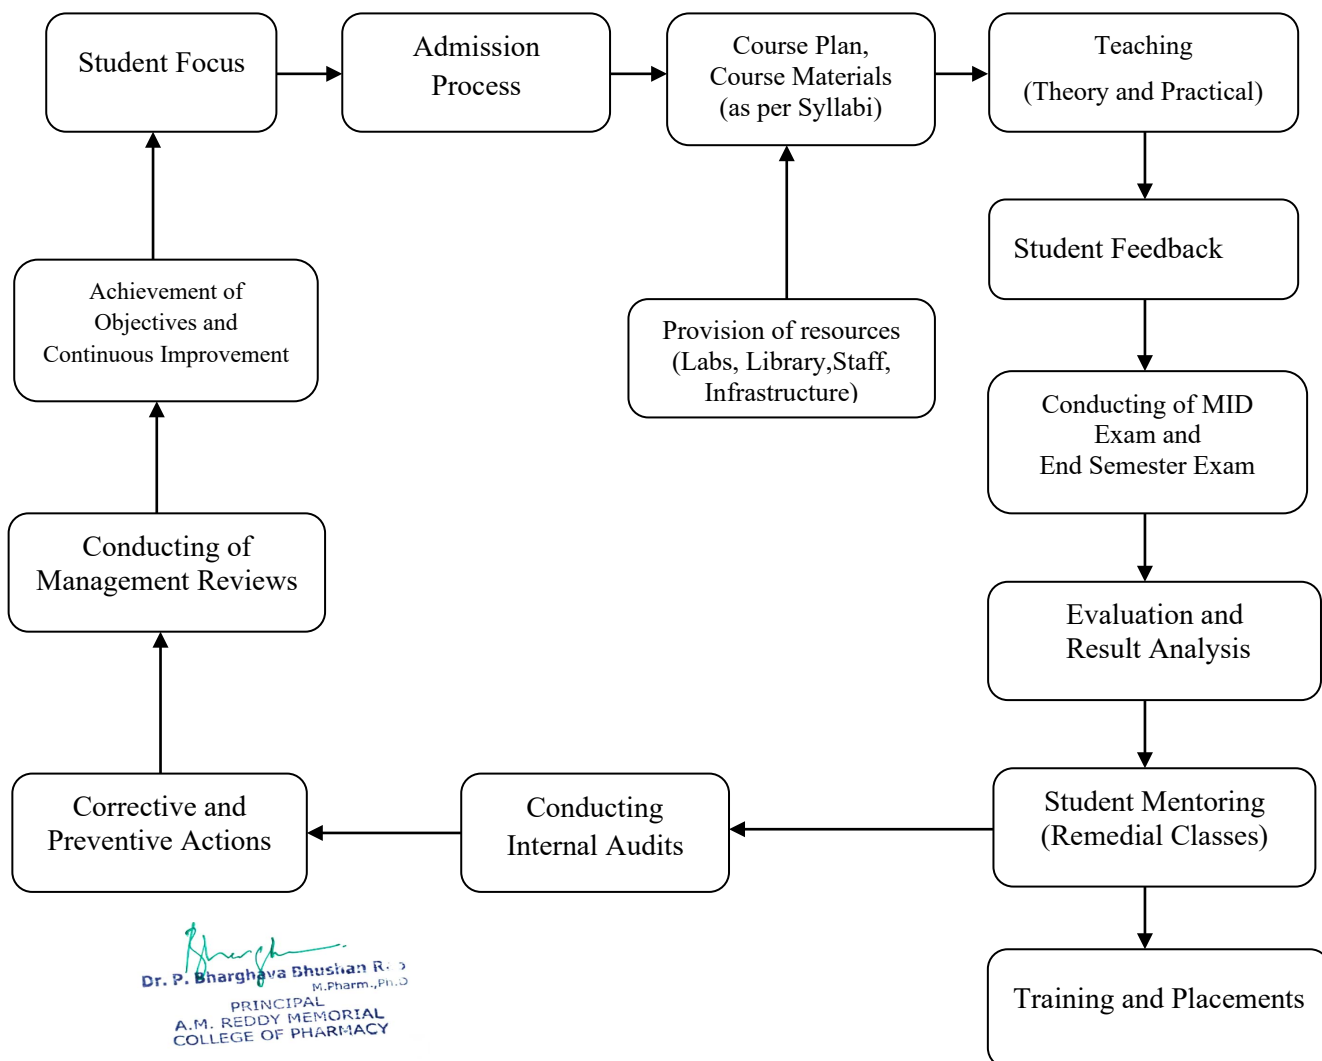 Student Focus
Admission
Process
Course Plan,
Course Materials
(as per Syllabi)
Teaching
(Theory and Practical)
Student Feedback
Achievement of
Objectives and
Continuous Improvement
Provision of resources
(Labs, Library,Staff,
Infrastructure)
Conducting of MID
Exam and
End Semester Exam
Conducting of
Management Reviews
Evaluation and
Result Analysis
Corrective and
Preventive Actions
Conducting
Internal Audits
Student Mentoring
(Remedial Classes)
Training and Placements
Dr. P. Bharghava Bhushan
M.Pharm.,Ph.D
PRINCIPAL
A.M. REDDY MEMORIAL
COLLEGE OF PHARMACY